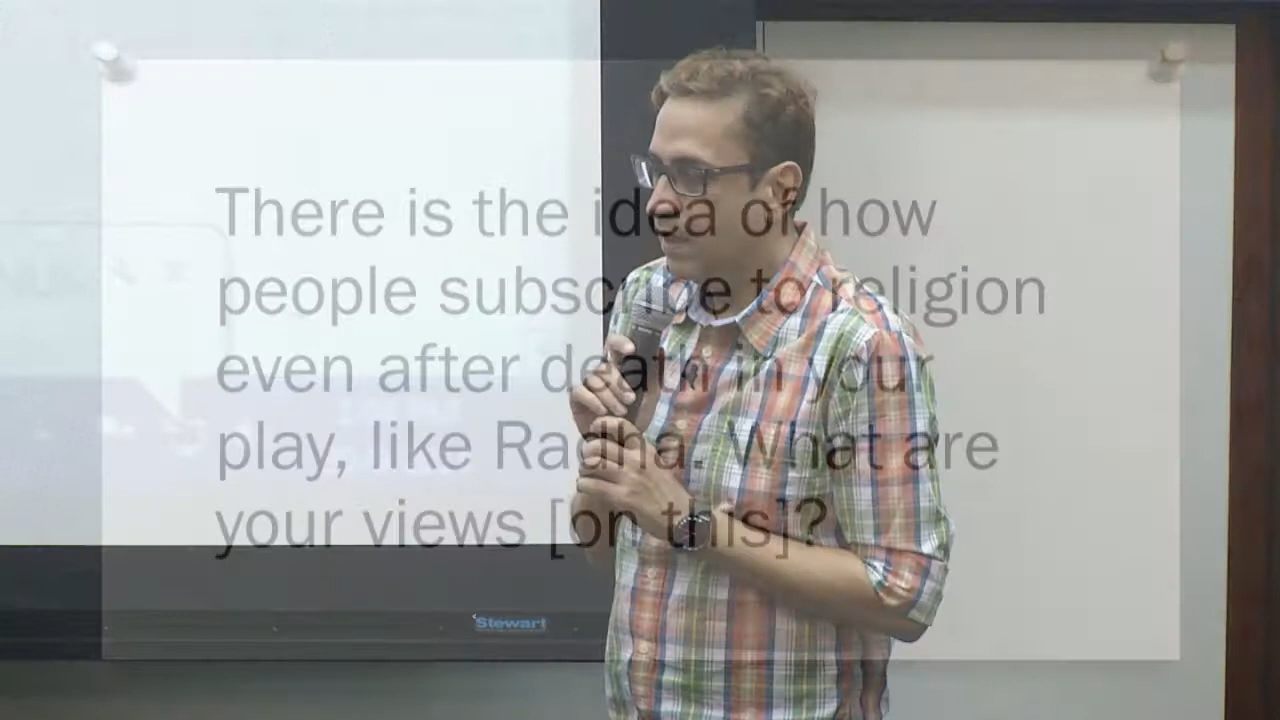 There is the idea of how
people subscribe to religion
even after death in your
play, like Radha. What are
your views [on this]?
Stewart